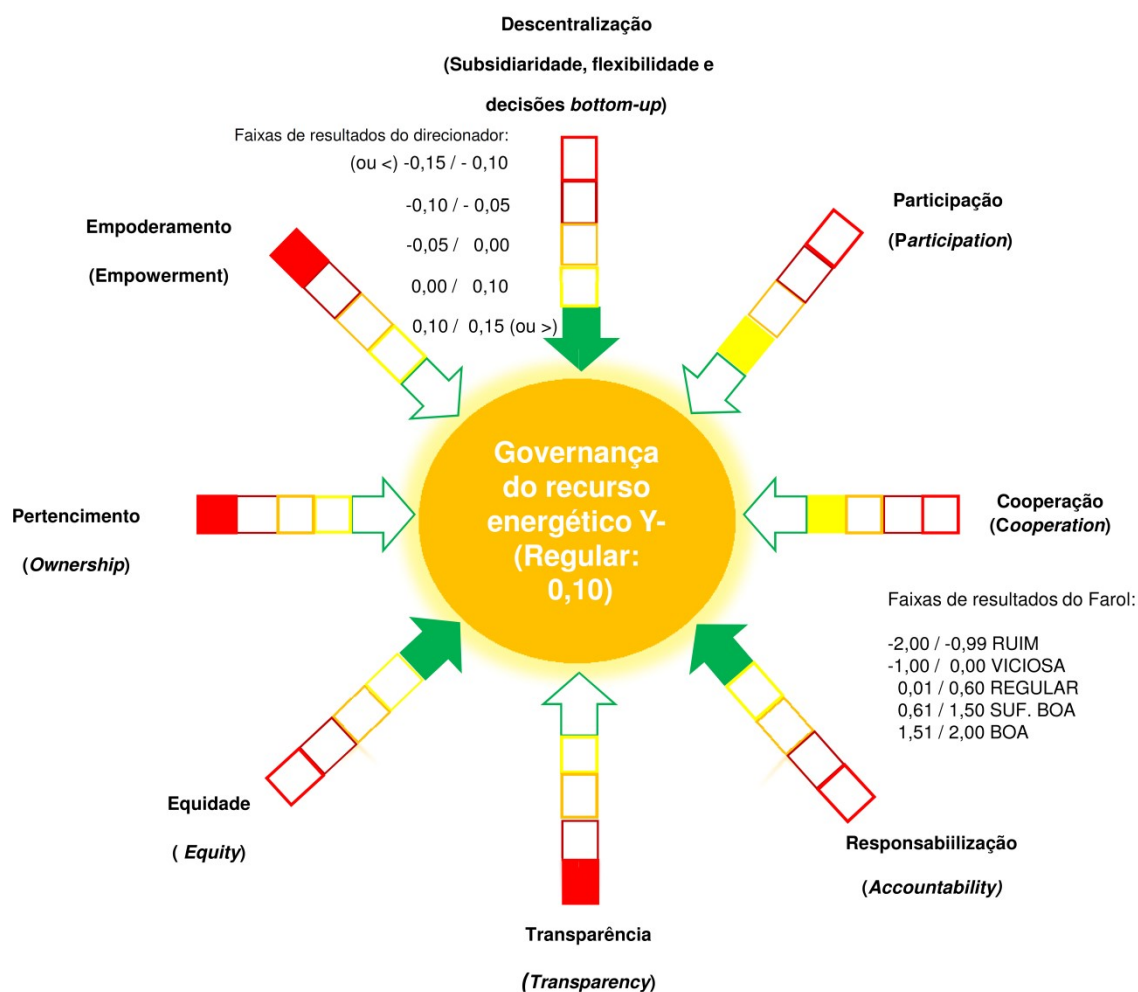 Descentralização
(Subsidiaridade, flexibilidade e
decisões bottom-up)
Faixas de resultados do direcionador:
(ou <) -0,15 / - 0,10
-0,10 / - 0,05
-0,05 / 0,00
0,00 / 0,10
0,10 / 0,15 (ou >)
Participação
(Participation)
Empoderamento
(Empowerment)
Governança
do recurso
energético Y-
(Regular:
0,10)
Pertencimento
(Ownership)
Cooperação
(Cooperation)
Faixas de resultados do Farol:
-2,00 / -0,99 RUIM
-1,00 / 0,00 VICIOSA
0,01 / 0,60 REGULAR
0,61 / 1,50 SUF. BOA
1,51 / 2,00 BOA
Equidade
( Equity)
Responsabiilização
(Accountability)
Transparência
(Transparency)